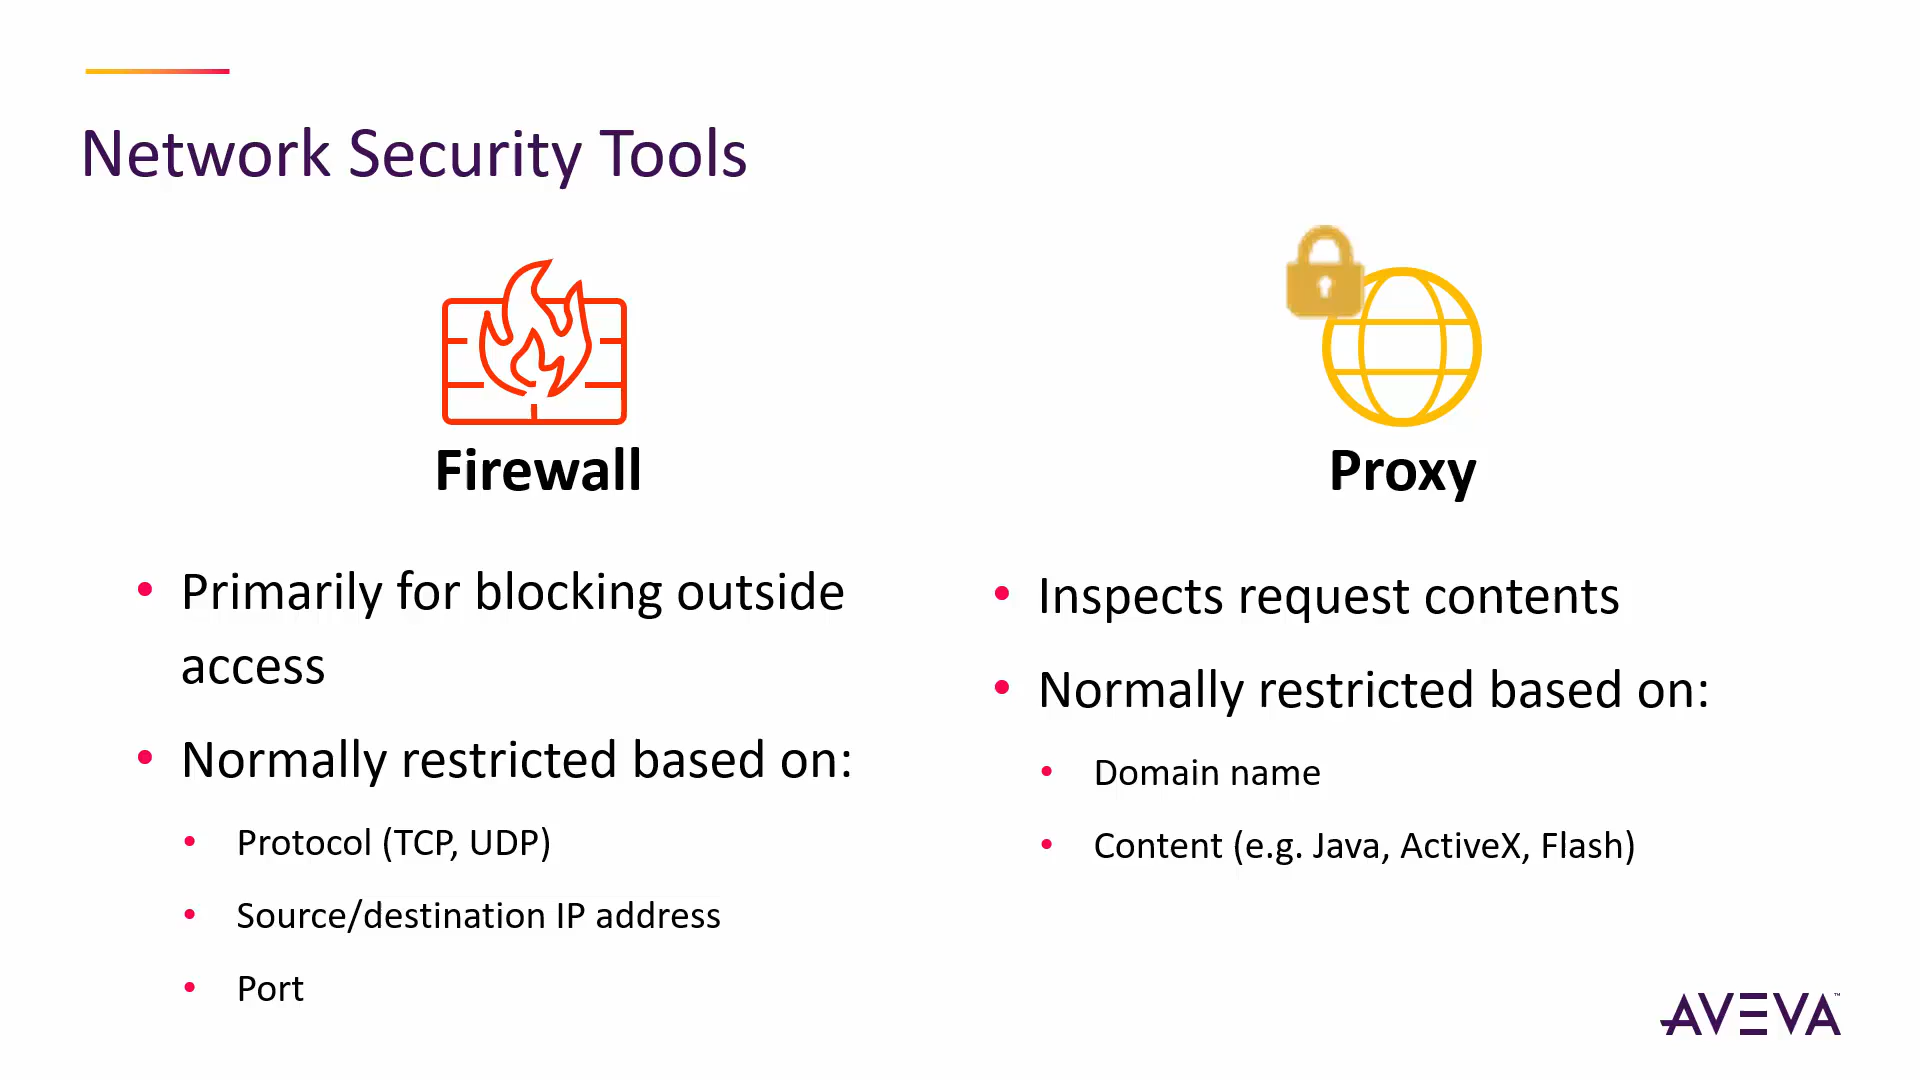 Network Security Tools
Firewall
• Primarily for blocking outside
access
• Normally restricted based on:
• Protocol (TCP, UDP)
• Source/destination IP address
• Port
Proxy
• Inspects request contents
• Normally restricted based on:
• Domain name
• Content (e.g. Java, ActiveX, Flash)
AVEVA™